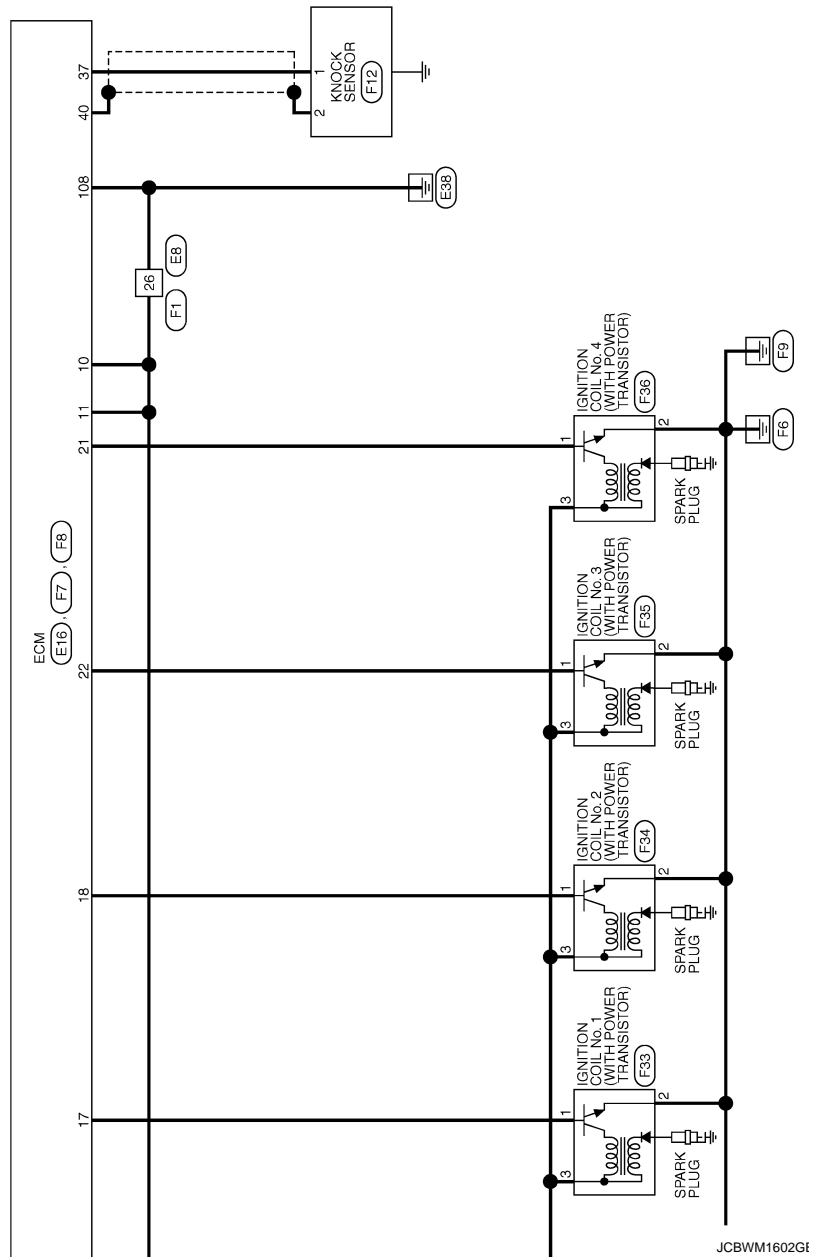 ECM
E16 , F7 , F8
17
18
22
21
11
10
108
40
37
F1
26
E8
E38
KNOCK
SENSOR
F12
1
2
IGNITION
COIL No. 1
(WITH POWER
TRANSISTOR)
F33
1
2
3
SPARK
PLUG
IGNITION
COIL No. 2
(WITH POWER
TRANSISTOR)
F34
1
2
3
SPARK
PLUG
IGNITION
COIL No. 3
(WITH POWER
TRANSISTOR)
F35
1
2
3
SPARK
PLUG
IGNITION
COIL No. 4
(WITH POWER
TRANSISTOR)
F36
1
2
3
SPARK
PLUG
F6
F9
JCBWM1602GE